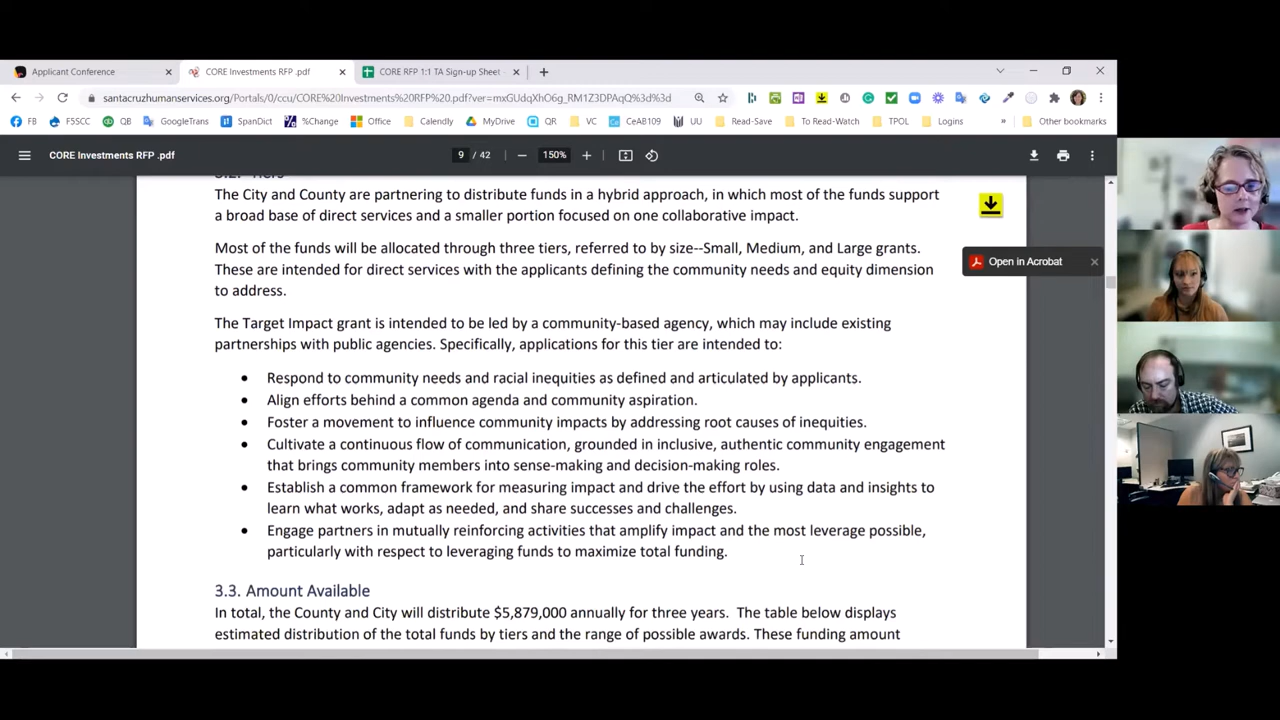 Applicant Conference
CORE Investments RFP .pdf
CORE RFP 1:1 TA Sign-up Sheet -
santacruzhumanservices.org/Portals/0/ccu/CORE%20Investments%20RFP%20.pdf?ver=mxGUdqXhO6g_RM1Z3DPAqQ%3d%3d
FB
F5SCC
QB
GoogleTrans
SpanDict
%Change
Office
Calendly
MyDrive
QR
VC
CeAB109
UU
Read-Save
To Read-Watch
TPOL
Logins
»
Other bookmarks
CORE Investments RFP .pdf
9 / 42
150%
3.2. Tiers
The City and County are partnering to distribute funds in a hybrid approach, in which most of the funds support
a broad base of direct services and a smaller portion focused on one collaborative impact.
Most of the funds will be allocated through three tiers, referred to by size--Small, Medium, and Large grants.
These are intended for direct services with the applicants defining the community needs and equity dimension
to address.
Open in Acrobat
The Target Impact grant is intended to be led by a community-based agency, which may include existing
partnerships with public agencies. Specifically, applications for this tier are intended to:
• Respond to community needs and racial inequities as defined and articulated by applicants.
• Align efforts behind a common agenda and community aspiration.
• Foster a movement to influence community impacts by addressing root causes of inequities.
• Cultivate a continuous flow of communication, grounded in inclusive, authentic community engagement
that brings community members into sense-making and decision-making roles.
• Establish a common framework for measuring impact and drive the effort by using data and insights to
learn what works, adapt as needed, and share successes and challenges.
• Engage partners in mutually reinforcing activities that amplify impact and the most leverage possible,
particularly with respect to leveraging funds to maximize total funding.
3.3. Amount Available
In total, the County and City will distribute $5,879,000 annually for three years. The table below displays
estimated distribution of the total funds by tiers and the range of possible awards. These funding amount